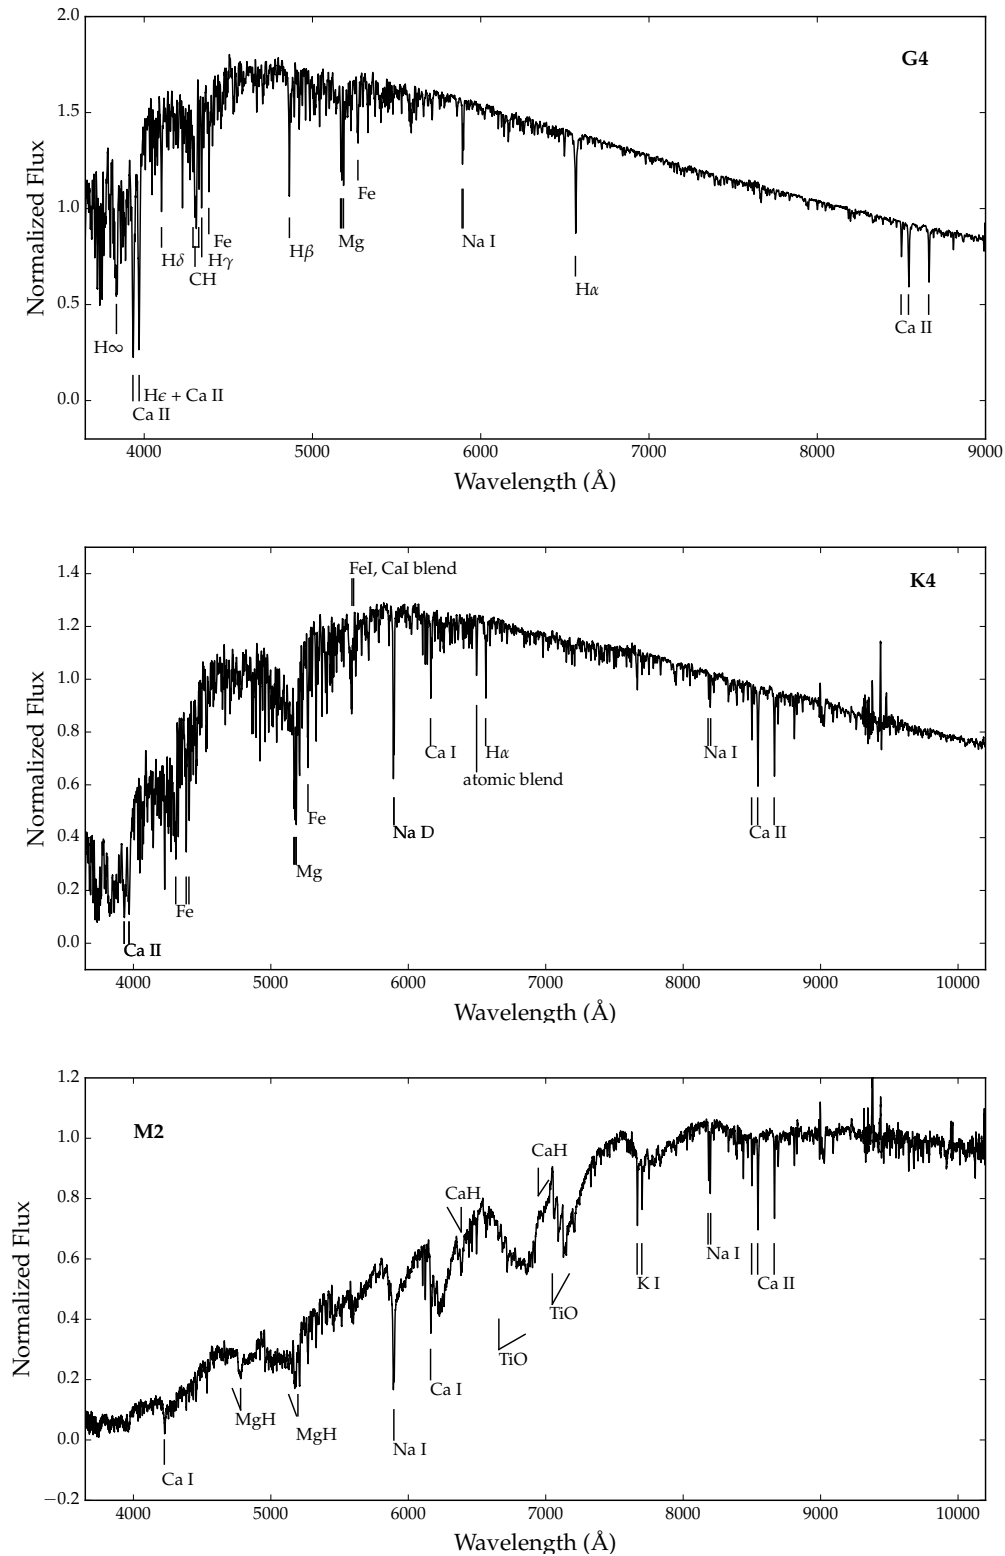 2.0
G4
1.5
Fe
1.0
Fe
Mg
Na I
Hδ
Hγ
Hβ
CH
Hα
0.5
Ca II
H∞
0.0
Hϵ + Ca II
Ca II
4000 5000 6000 7000 8000 9000
Wavelength (Å)
Normalized Flux
1.4
FeI, CaI blend
K4
1.2
1.0
0.8
Ca I
Hα
Na I
atomic blend
0.6
Fe
Na D
Ca II
0.4
Mg
0.2
Fe
0.0
Ca II
4000 5000 6000 7000 8000 9000 10000
Wavelength (Å)
Normalized Flux
1.2
M2
1.0
CaH
0.8
CaH
0.6
Na I
K I
Ca II
0.4
TiO
TiO
0.2
Ca I
MgH
MgH
0.0
Na I
Ca I
−0.2
4000 5000 6000 7000 8000 9000 10000
Wavelength (Å)
Normalized Flux